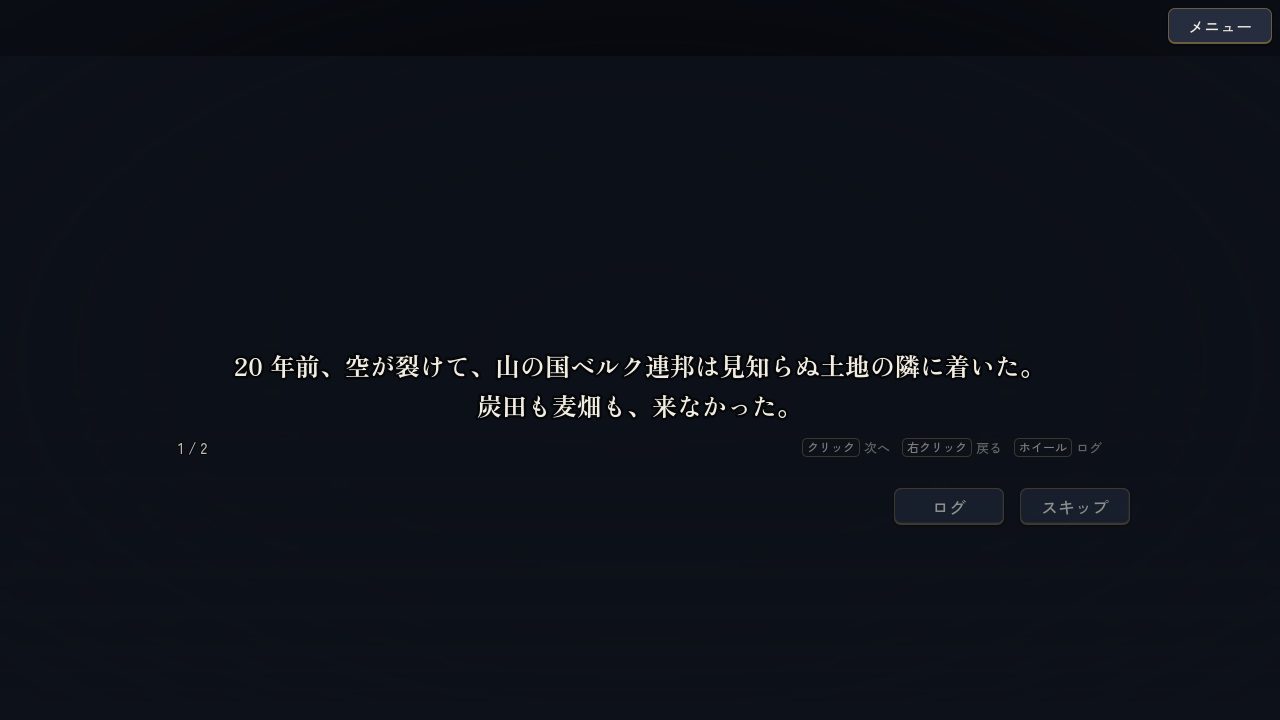 メニュー
20 年前、空が裂けて、山の国ベルク連邦は見知らぬ土地の隣に着いた。
炭田も麦畑も、来なかった。
1 / 2
クリック 次へ 右クリック 戻る ホイール ログ
ログ スキップ